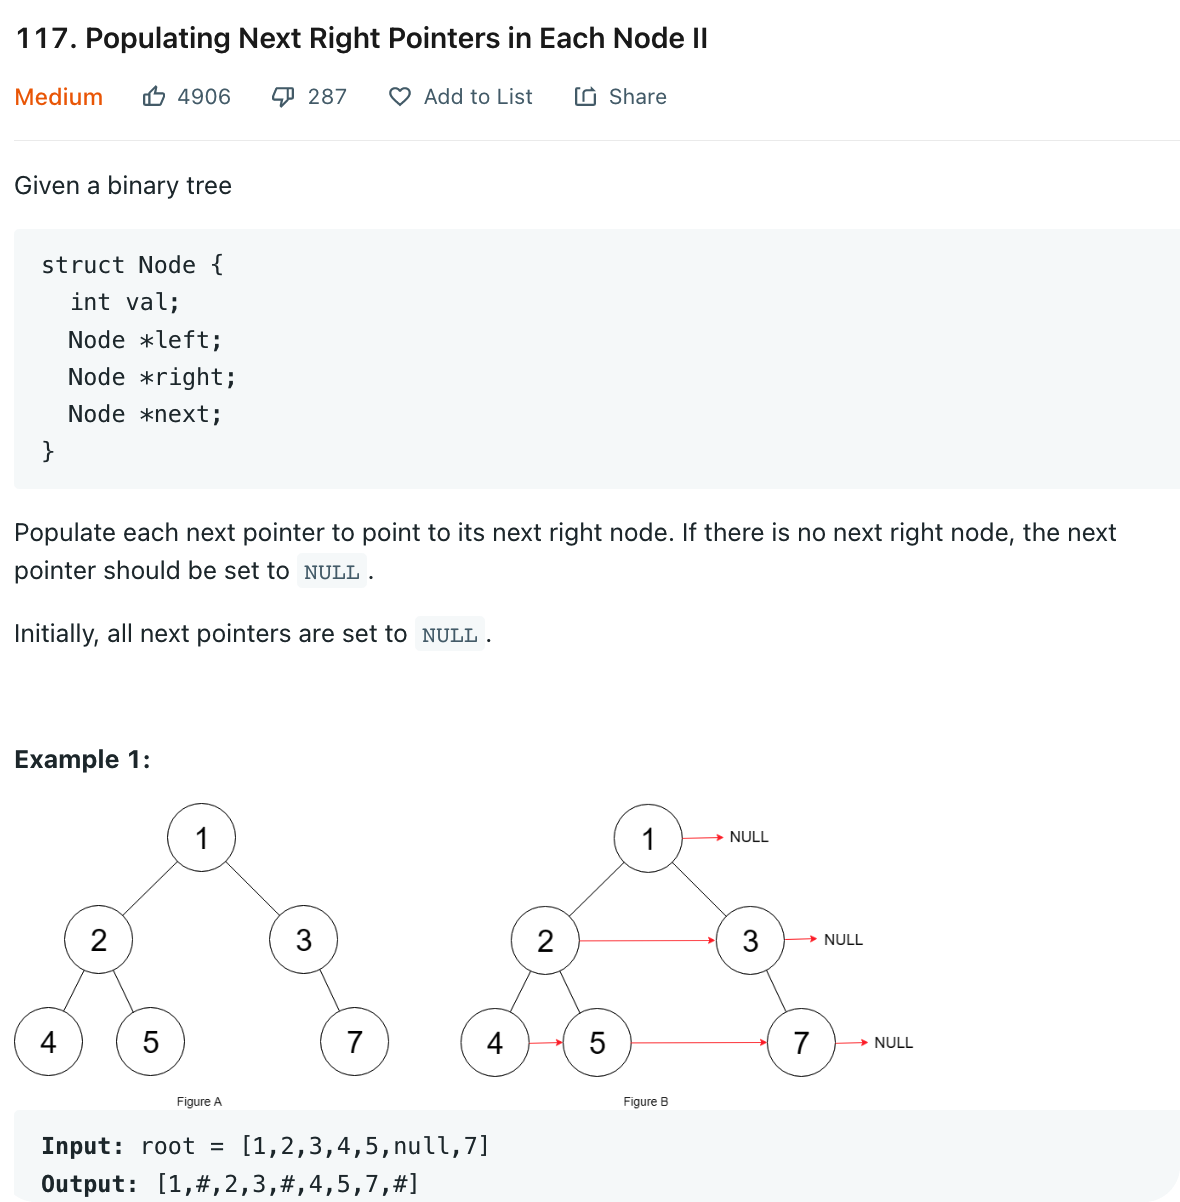 117. Populating Next Right Pointers in Each Node II
Medium 4906 287 Add to List Share
Given a binary tree
struct Node {
  int val;
  Node *left;
  Node *right;
  Node *next;
}
Populate each next pointer to point to its next right node. If there is no next right node, the next
pointer should be set to NULL .
Initially, all next pointers are set to NULL .
Example 1:
1 1 NULL
2 3 2 3 NULL
4 5 7 4 5 7 NULL
Figure A Figure B
Input: root = [1,2,3,4,5,null,7]
Output: [1,#,2,3,#,4,5,7,#]